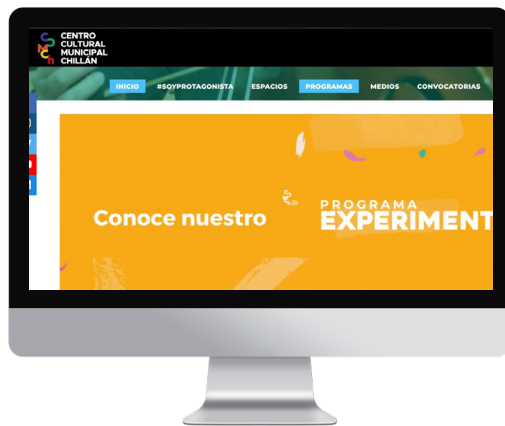 CENTRO
CULTURAL
MUNICIPAL
CHILLÁN
INICIO #SOYPROTAGONISTA ESPACIOS PROGRAMAS MEDIOS CONVOCATORIAS
Conoce nuestro
PROGRAMA
EXPERIMENT